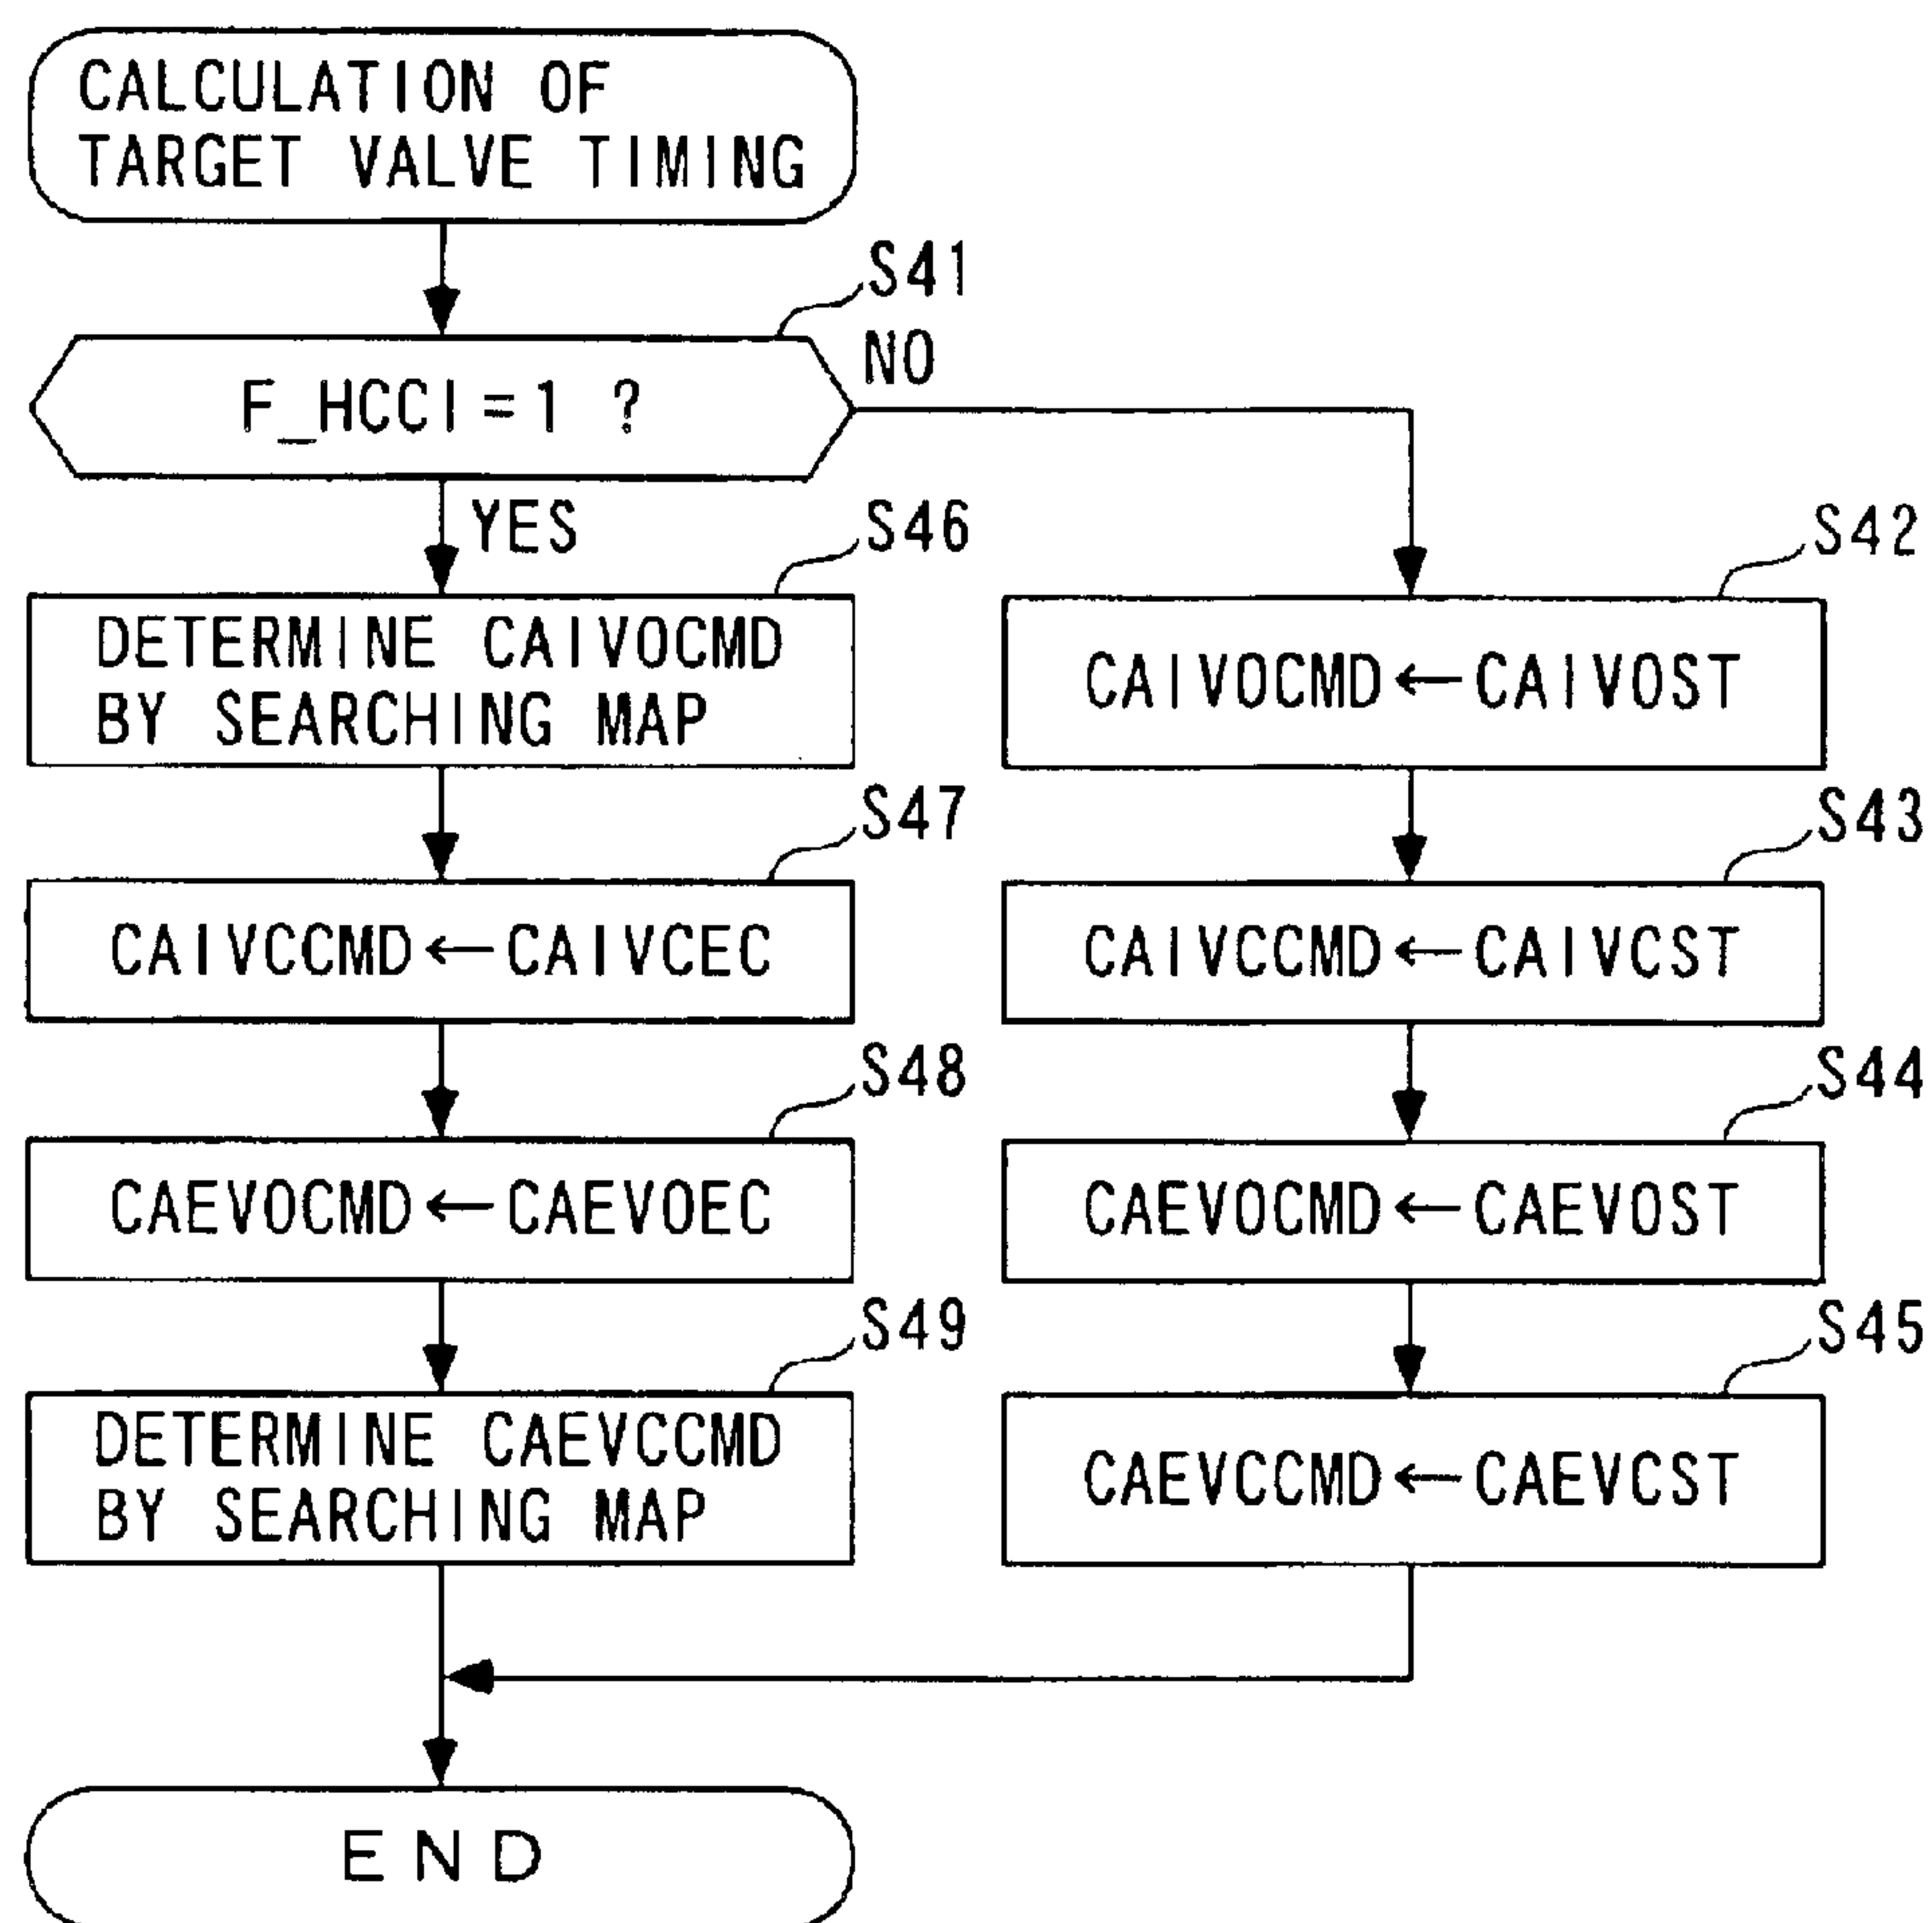 CALCULATION OF
TARGET VALVE TIMING
S41
F_HCCI=1 ?
NO
YES
S46
DETERMINE CAIVOCMD
BY SEARCHING MAP
S42
CAIVOCMD←CAIVOST
S47
CAIVCCMD←CAIVCEC
S43
CAIVCCMD←CAIVCST
S48
CAEVOCMD←CAEVOEC
S44
CAEVOCMD←CAEVOST
S49
DETERMINE CAEVCCMD
BY SEARCHING MAP
S45
CAEVCCMD←CAEVCST
END